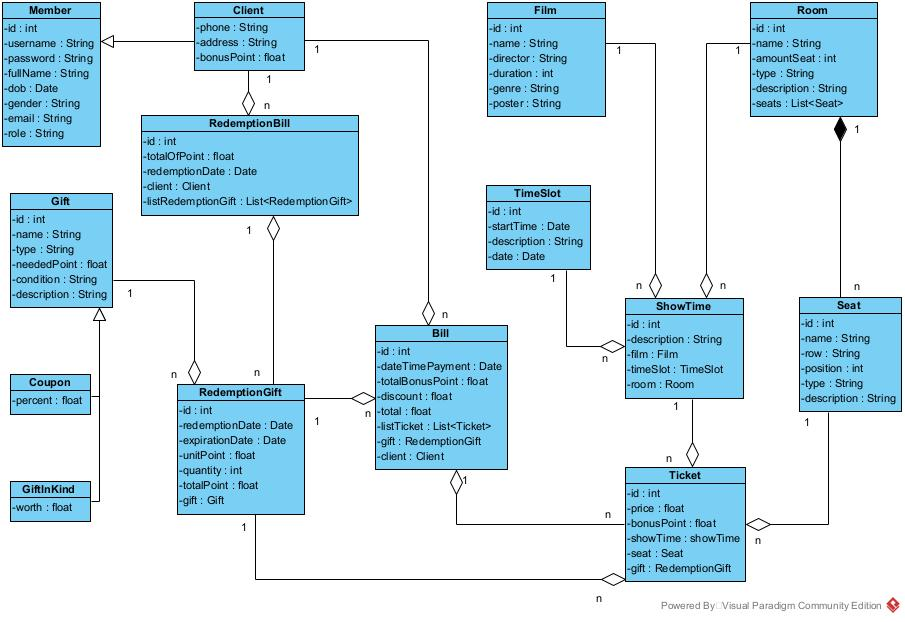 Member
-id : int
-username : String
-password : String
-fullName : String
-dob : Date
-gender : String
-email : String
-role : String
Client
-phone : String
-address : String
-bonusPoint : float
1
1
n
RedemptionBill
-id : int
-totalOfPoint : float
-redemptionDate : Date
-client : Client
-listRedemptionGift : List<RedemptionGift>
1
n
Film
-id : int
-name : String
-director : String
-duration : int
-genre : String
-poster : String
1
n
Room
-id : int
-name : String
-amountSeat : int
-type : String
-description : String
-seats : List<Seat>
1
n
1
n
Gift
-id : int
-name : String
-type : String
-neededPoint : float
-condition : String
-description : String
1
n
TimeSlot
-id : int
-startTime : Date
-description : String
-date : Date
1
n
ShowTime
-id : int
-description : String
-film : Film
-timeSlot : TimeSlot
-room : Room
1
n
Seat
-id : int
-name : String
-row : String
-position : int
-type : String
-description : String
1
n
Bill
-id : int
-dateTimePayment : Date
-totalBonusPoint : float
-discount : float
-total : float
-listTicket : List<Ticket>
-gift : RedemptionGift
-client : Client
n
1
n
Coupon
-percent : float
RedemptionGift
-id : int
-redemptionDate : Date
-expirationDate : Date
-unitPoint : float
-quantity : int
-totalPoint : float
-gift : Gift
1
n
1
n
GiftInKind
-worth : float
Ticket
-id : int
-price : float
-bonusPoint : float
-showTime : showTime
-seat : Seat
-gift : RedemptionGift
Powered By Visual Paradigm Community Edition